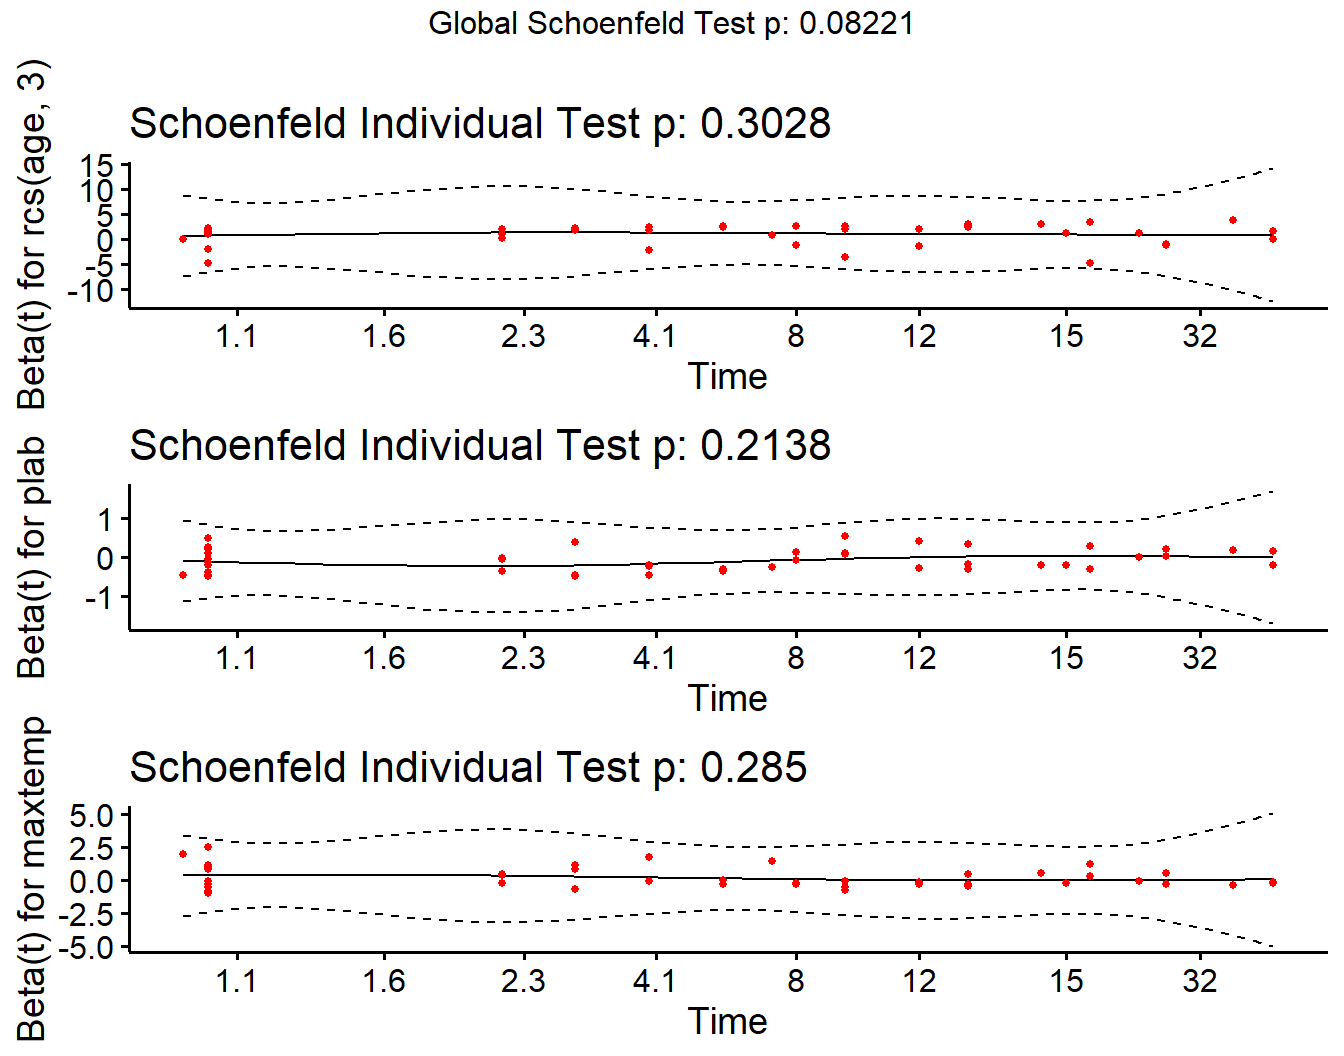 Global Schoenfeld Test p: 0.08221
Schoenfeld Individual Test p: 0.3028
Beta(t) for rcs(age, 3)
15
10
5
0
-5
-10
1.1 1.6 2.3 4.1 8 12 15 32
Time
Schoenfeld Individual Test p: 0.2138
Beta(t) for plab
1
0
-1
1.1 1.6 2.3 4.1 8 12 15 32
Time
Schoenfeld Individual Test p: 0.285
Beta(t) for maxtemp
5.0
2.5
0.0
-2.5
-5.0
1.1 1.6 2.3 4.1 8 12 15 32
Time